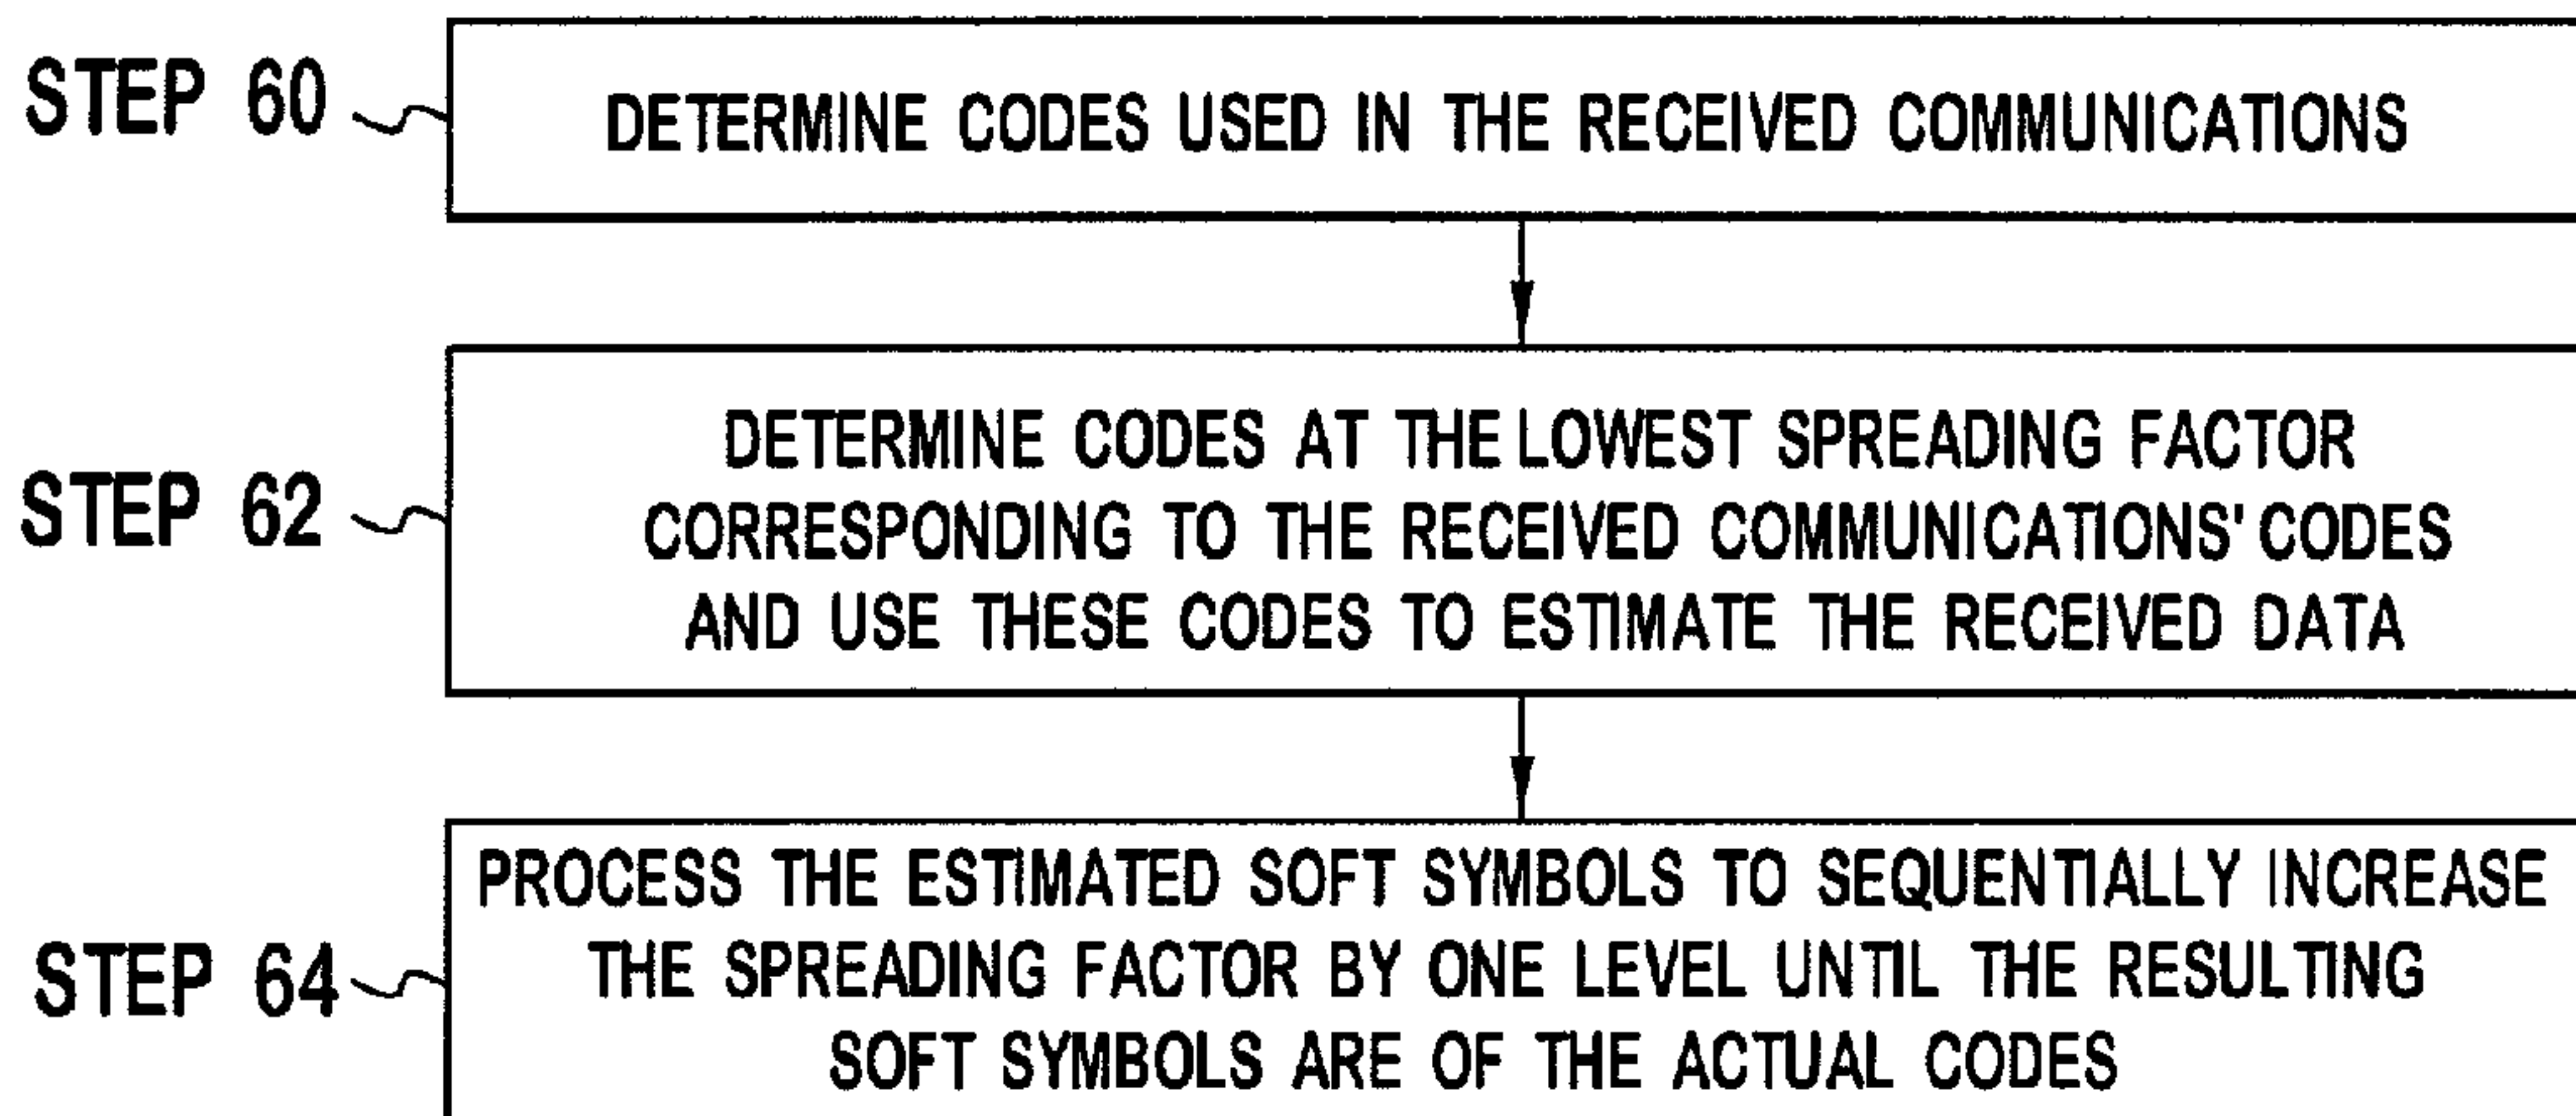 STEP 60
DETERMINE CODES USED IN THE RECEIVED COMMUNICATIONS
STEP 62
DETERMINE CODES AT THE LOWEST SPREADING FACTOR
CORRESPONDING TO THE RECEIVED COMMUNICATIONS' CODES
AND USE THESE CODES TO ESTIMATE THE RECEIVED DATA
STEP 64
PROCESS THE ESTIMATED SOFT SYMBOLS TO SEQUENTIALLY INCREASE
THE SPREADING FACTOR BY ONE LEVEL UNTIL THE RESULTING
SOFT SYMBOLS ARE OF THE ACTUAL CODES